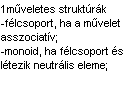 1műveletes struktúrák
-félcsoport, ha a művelet
asszociatív;
-monoid, ha félcsoport és
létezik neutrális eleme;